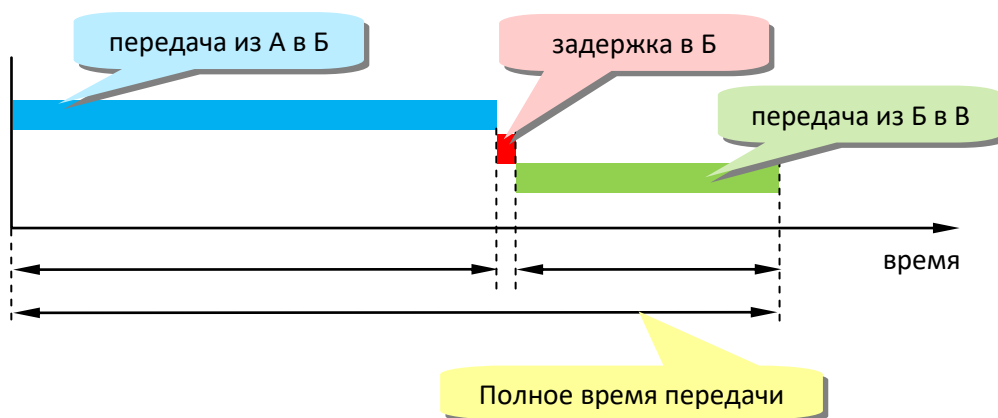 передача из А в Б
задержка в Б
передача из Б в В
время
Полное время передачи